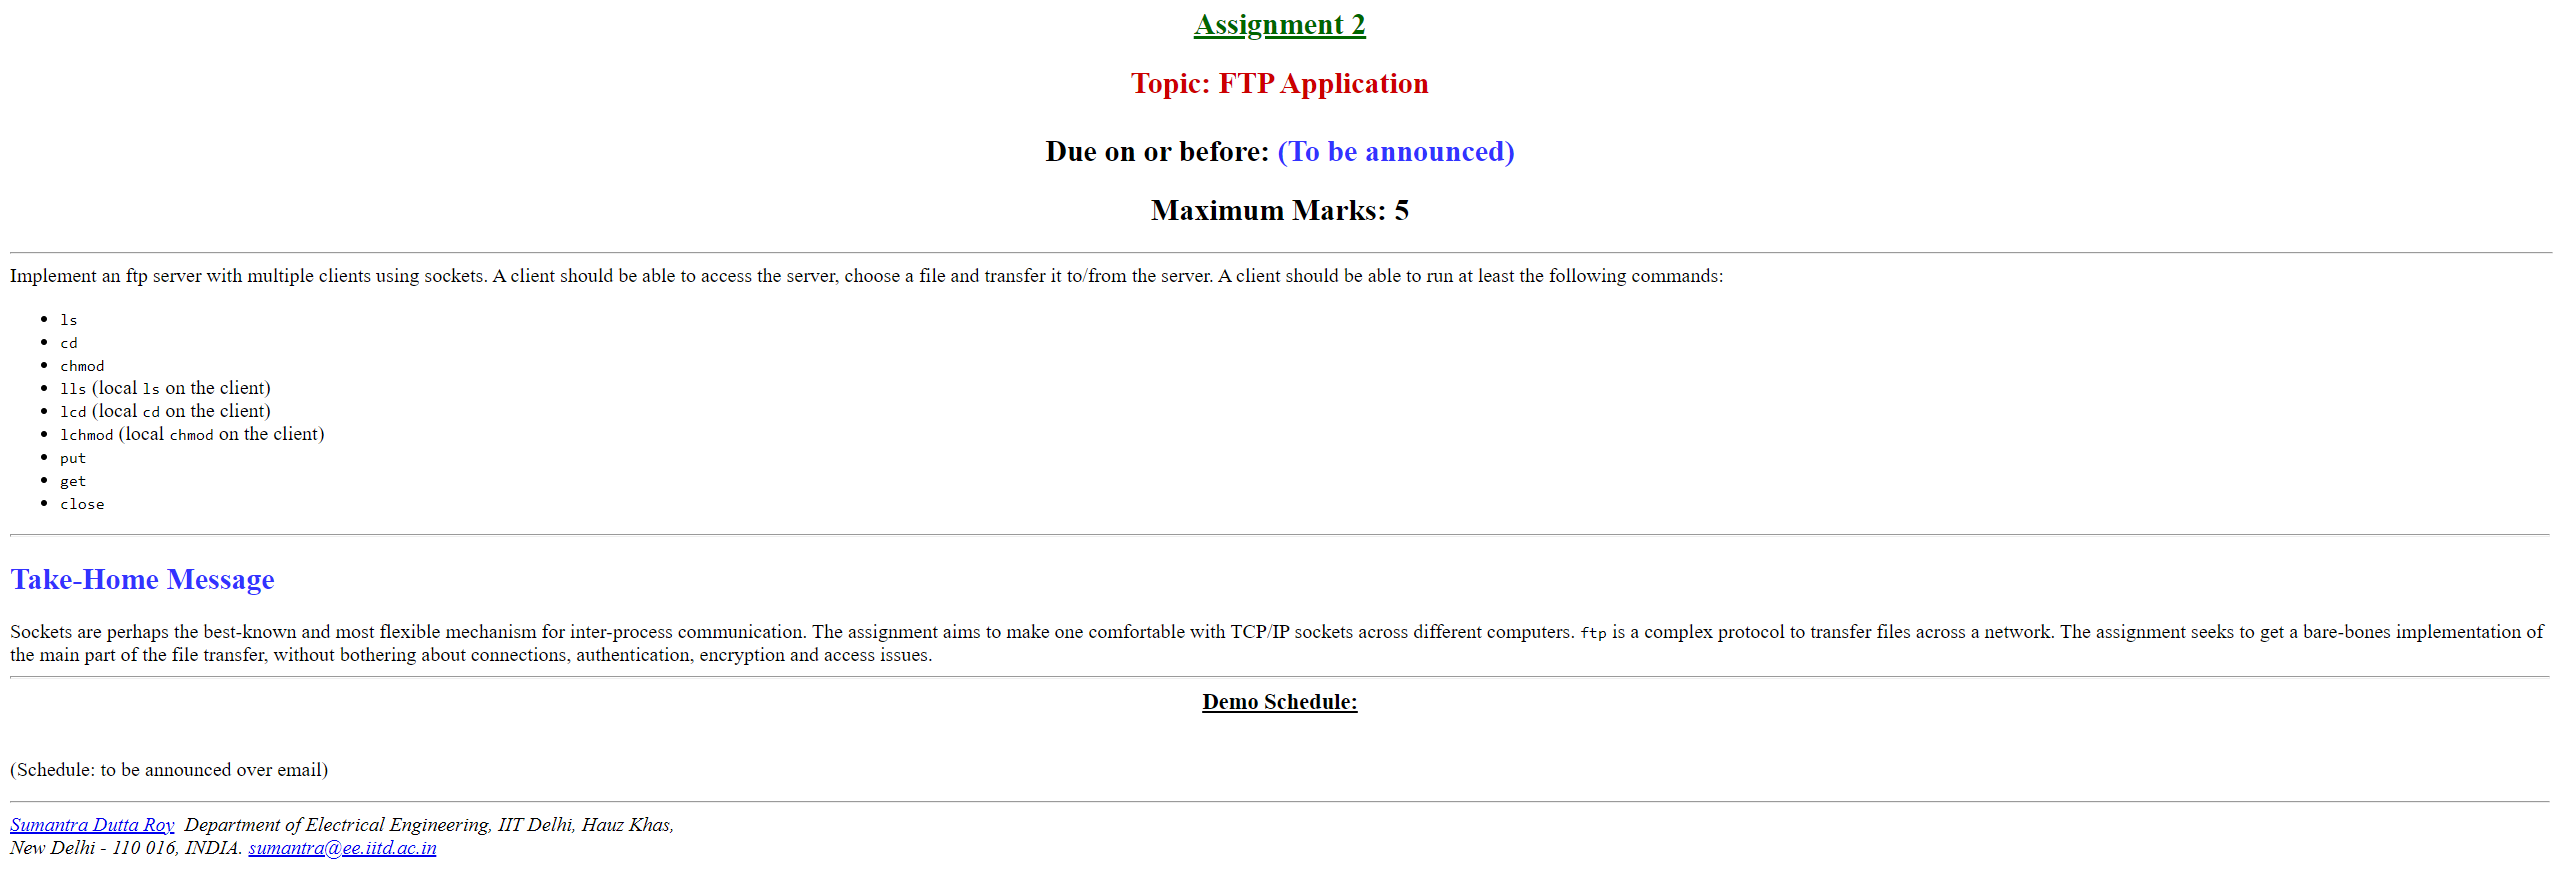 Assignment 2
Topic: FTP Application
Due on or before: (To be announced)
Maximum Marks: 5
Implement an ftp server with multiple clients using sockets. A client should be able to access the server, choose a file and transfer it to/from the server. A client should be able to run at least the following commands:
• ls
• cd
• chmod
• lls (local ls on the client)
• lcd (local cd on the client)
• lchmod (local chmod on the client)
• put
• get
• close
Take-Home Message
Sockets are perhaps the best-known and most flexible mechanism for inter-process communication. The assignment aims to make one comfortable with TCP/IP sockets across different computers. ftp is a complex protocol to transfer files across a network. The assignment seeks to get a bare-bones implementation of
the main part of the file transfer, without bothering about connections, authentication, encryption and access issues.
Demo Schedule:
(Schedule: to be announced over email)
Sumantra Dutta Roy Department of Electrical Engineering, IIT Delhi, Hauz Khas,
New Delhi - 110 016, INDIA. sumantra@ee.iitd.ac.in